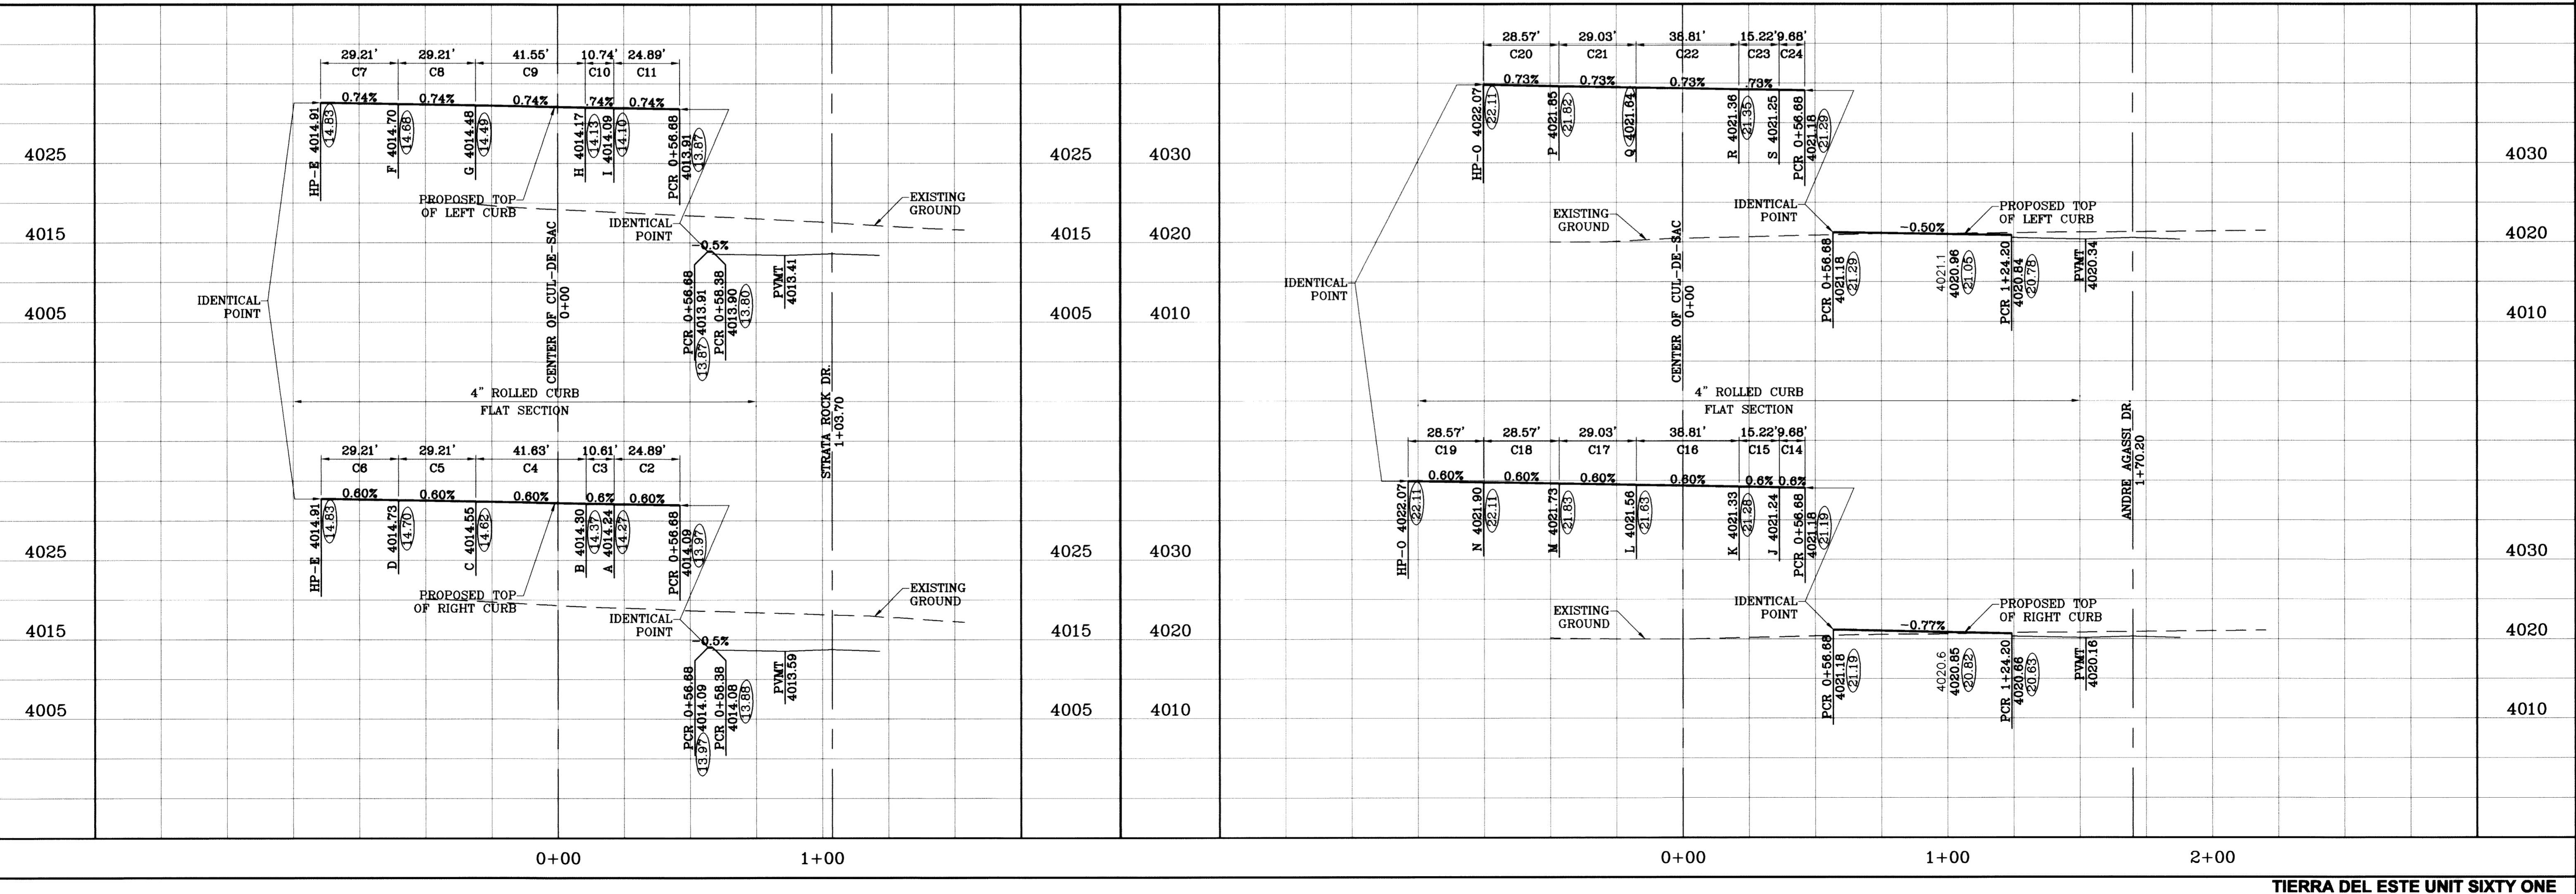 29.21' 29.21' 41.55' 10.74' 24.89'
C7 C8 C9 C10 C11
0.74% 0.74% 0.74% .74% 0.74%
HP-E 4014.91
14.83
F 4014.70
14.68
G 4014.48
14.49
H 4014.17
14.13
I 4014.09
14.10
PCR 0+56.68
4013.91
13.87
PROPOSED TOP
OF LEFT CURB
EXISTING
GROUND
IDENTICAL
POINT
-0.5%
PCR 0+56.68
4013.91
13.87
PCR 0+58.38
4013.90
13.80
PVMT
4013.41
IDENTICAL
POINT
CENTER OF CUL-DE-SAC
0+00
STRATA ROCK DR.
1+03.70
4" ROLLED CURB
FLAT SECTION
4025
4015
4005
4025
4015
4005
29.21' 29.21' 41.63' 10.61' 24.89'
C6 C5 C4 C3 C2
0.60% 0.60% 0.60% 0.6% 0.60%
HP-E 4014.91
14.83
D 4014.73
14.70
C 4014.55
14.62
B 4014.30
14.37
A 4014.24
14.27
PCR 0+56.68
4014.09
13.97
PROPOSED TOP
OF RIGHT CURB
EXISTING
GROUND
IDENTICAL
POINT
-0.5%
PCR 0+56.68
4014.09
13.97
PCR 0+58.38
4014.08
13.88
PVMT
4013.59
4025
4015
4005
4025
4015
4005
0+00 1+00
28.57' 29.03' 38.81' 15.22' 9.68'
C20 C21 C22 C23 C24
0.73% 0.73% 0.73% .73%
HP-O 4022.07
22.11
P 4021.85
21.82
Q 4021.64
R 4021.36
21.35
S 4021.25
PCR 0+56.68
4021.18
21.29
EXISTING
GROUND
IDENTICAL
POINT
PROPOSED TOP
OF LEFT CURB
-0.50%
PCR 0+56.68
4021.18
21.29
4021.1
4020.96
21.05
PCR 1+24.20
4020.84
20.78
PVMT
4020.34
IDENTICAL
POINT
CENTER OF CUL-DE-SAC
0+00
ANDRE AGASSI DR.
1+70.20
4" ROLLED CURB
FLAT SECTION
4030
4020
4010
4030
4020
4010
28.57' 28.57' 29.03' 38.81' 15.22' 9.68'
C19 C18 C17 C16 C15 C14
0.60% 0.60% 0.60% 0.60% 0.6% 0.6%
HP-O 4022.07
22.11
N 4021.90
22.11
M 4021.73
21.83
L 4021.56
21.63
K 4021.33
21.28
J 4021.24
PCR 0+56.68
4021.18
21.19
EXISTING
GROUND
IDENTICAL
POINT
PROPOSED TOP
OF RIGHT CURB
-0.77%
PCR 0+56.68
4021.18
21.19
4020.6
4020.85
20.82
PCR 1+24.20
4020.66
20.63
PVMT
4020.16
4030
4020
4010
4030
4020
4010
0+00 1+00 2+00
TIERRA DEL ESTE UNIT SIXTY ONE